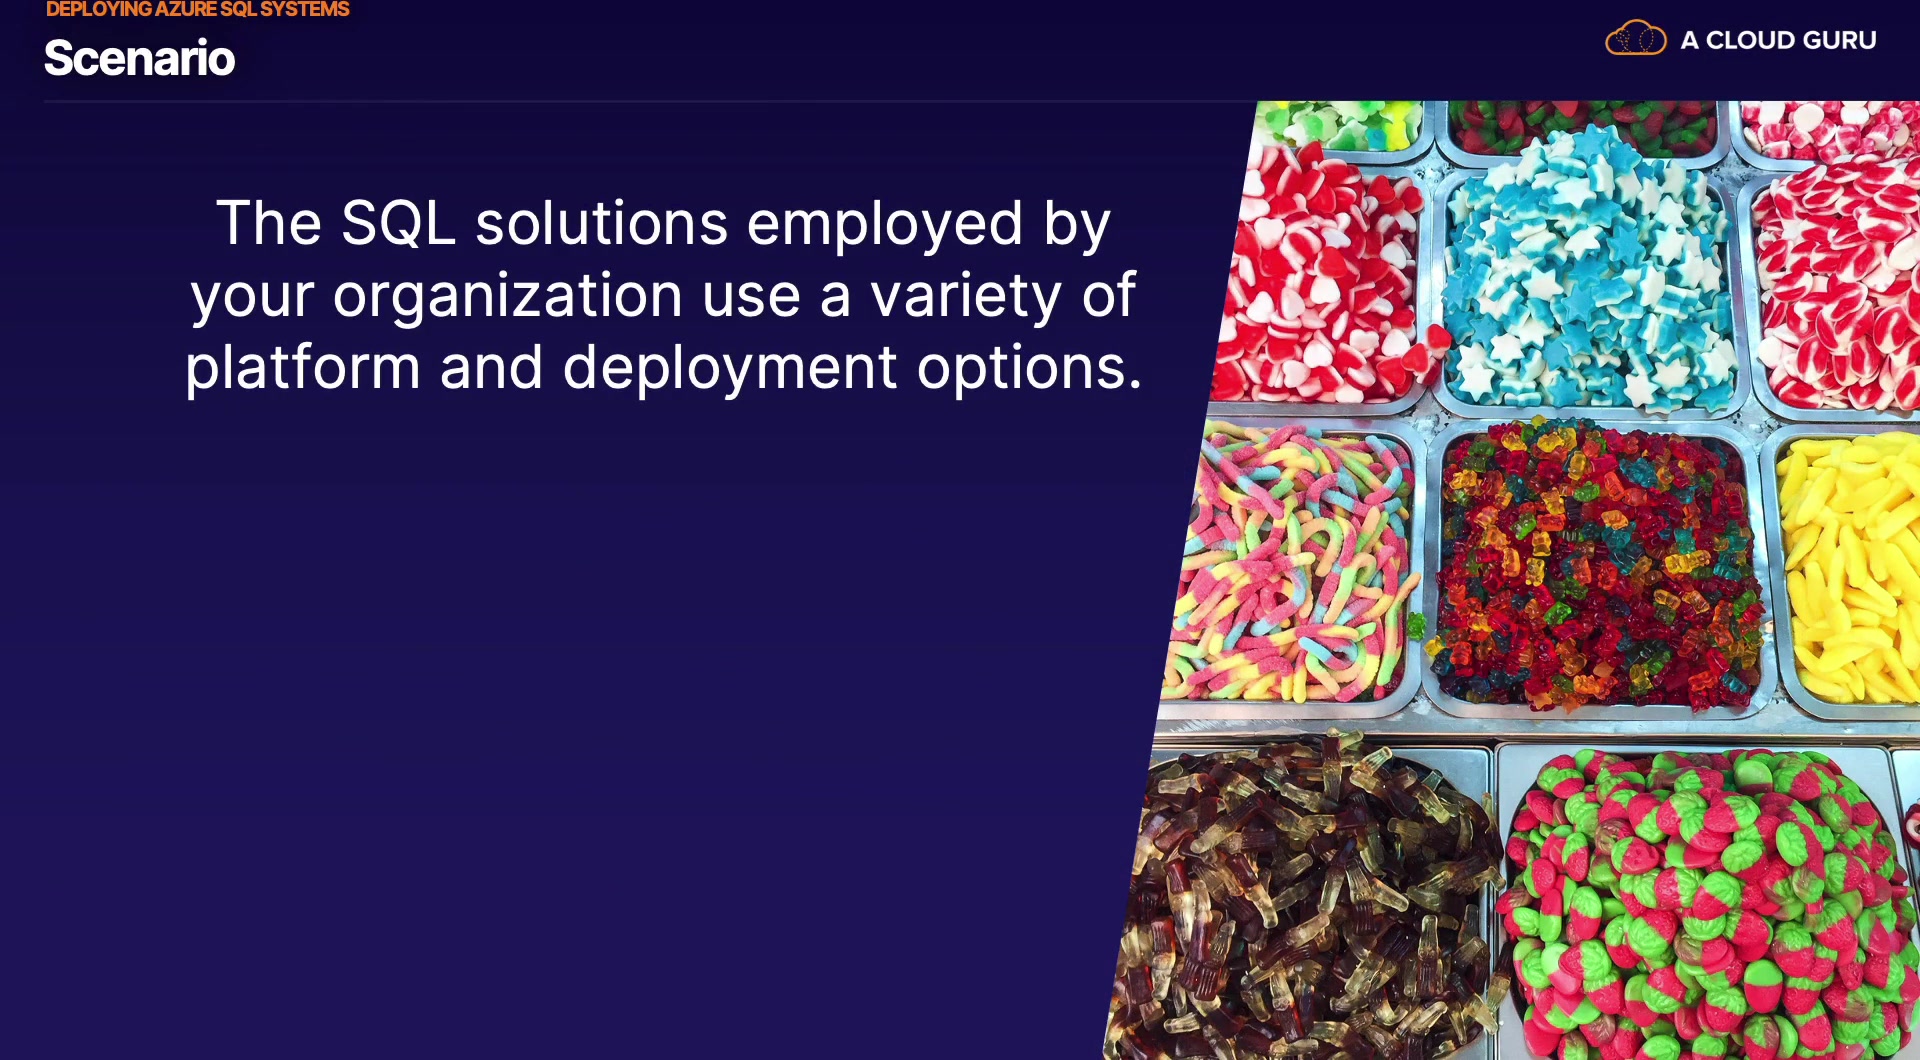 DEPLOYING AZURE SQL SYSTEMS
Scenario
A CLOUD GURU
The SQL solutions employed by
your organization use a variety of
platform and deployment options.